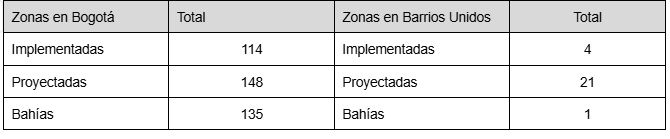 Zonas en Bogotá Total Zonas en Barrios Unidos Total
Implementadas 114 Implementadas 4
Proyectadas 148 Proyectadas 21
Bahías 135 Bahías 1